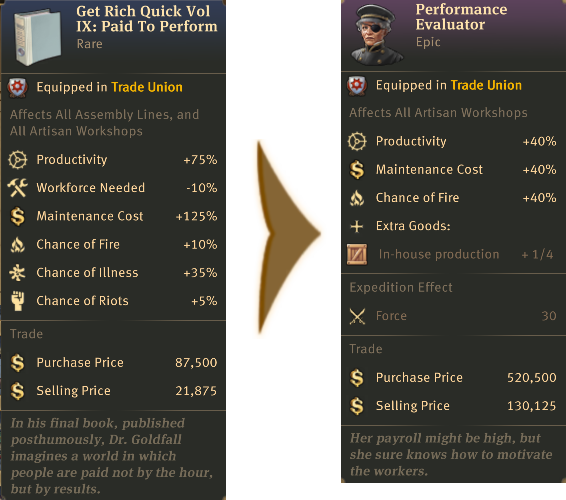 Get Rich Quick Vol
IX: Paid To Perform
Rare
Equipped in Trade Union
Affects All Assembly Lines, and
All Artisan Workshops
Productivity +75%
Workforce Needed -10%
Maintenance Cost +125%
Chance of Fire +10%
Chance of Illness +35%
Chance of Riots +5%
Trade
Purchase Price 87,500
Selling Price 21,875
In his final book, published
posthumously, Dr. Goldfall
imagines a world in which
people are paid not by the hour,
but by results.
Performance
Evaluator
Epic
Equipped in Trade Union
Affects All Artisan Workshops
Productivity +40%
Maintenance Cost +40%
Chance of Fire +40%
Extra Goods:
In-house production + 1/4
Expedition Effect
Force 30
Trade
Purchase Price 520,500
Selling Price 130,125
Her payroll might be high, but
she sure knows how to motivate
the workers.